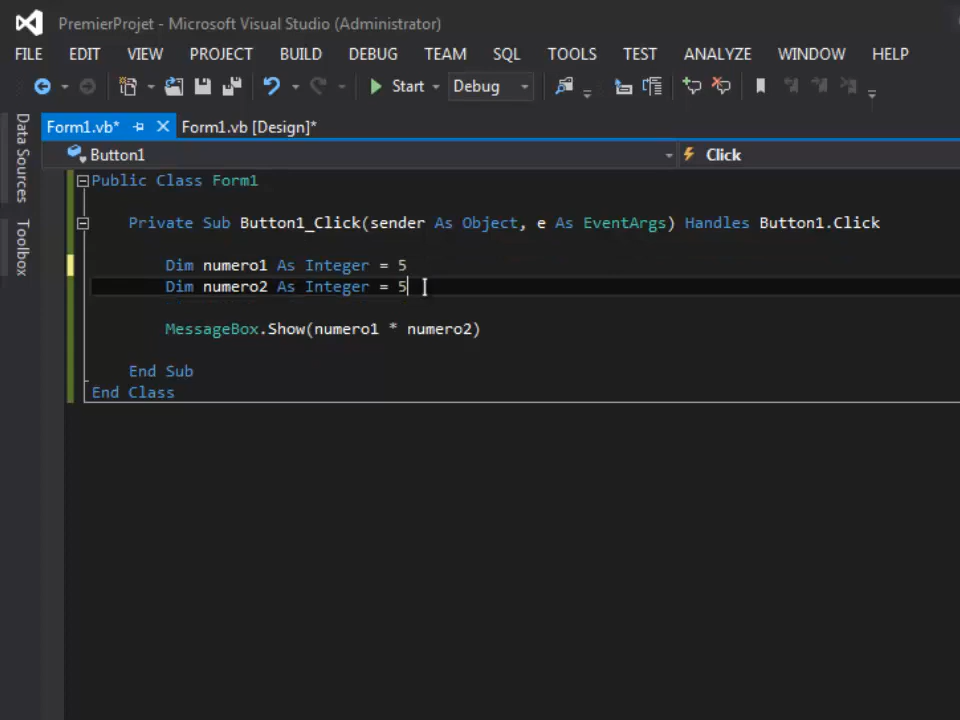 PremierProjet - Microsoft Visual Studio (Administrator)
FILE EDIT VIEW PROJECT BUILD DEBUG TEAM SQL TOOLS TEST ANALYZE WINDOW HELP
Start Debug
Data Sources
Toolbox
Form1.vb* Form1.vb [Design]*
Button1 Click
Public Class Form1
Private Sub Button1_Click(sender As Object, e As EventArgs) Handles Button1.Click
Dim numero1 As Integer = 5
Dim numero2 As Integer = 5
MessageBox.Show(numero1 * numero2)
End Sub
End Class